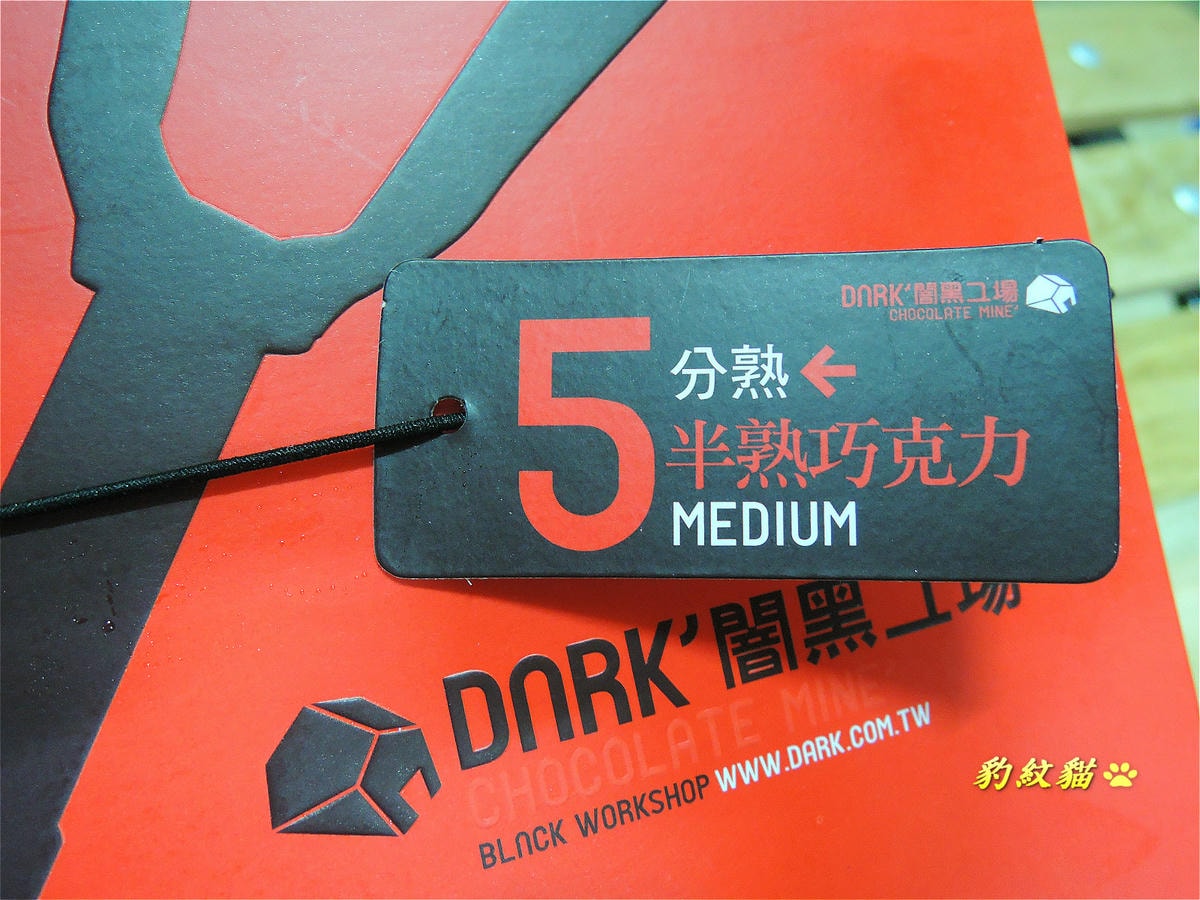 DARK' 闇黑工場
CHOCOLATE MINE'
5 分熟 ←
半熟巧克力
MEDIUM
DARK' 闇黑工場
CHOCOLATE MINE'
BLACK WORKSHOP WWW.DARK.COM.TW
豹紋貓